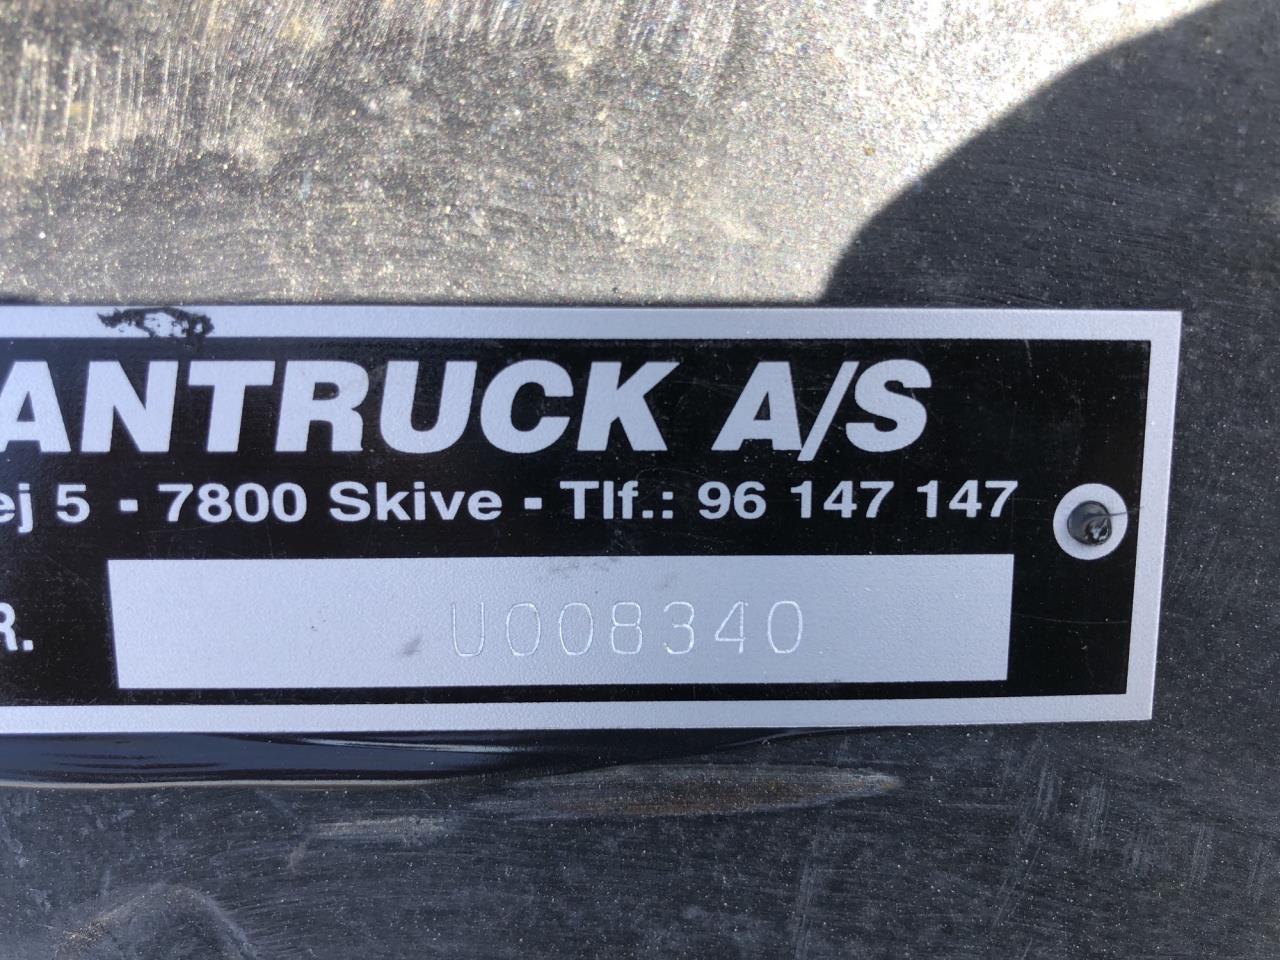 ANTRUCK A/S
ej 5 - 7800 Skive - Tlf.: 96 147 147
R. U008340